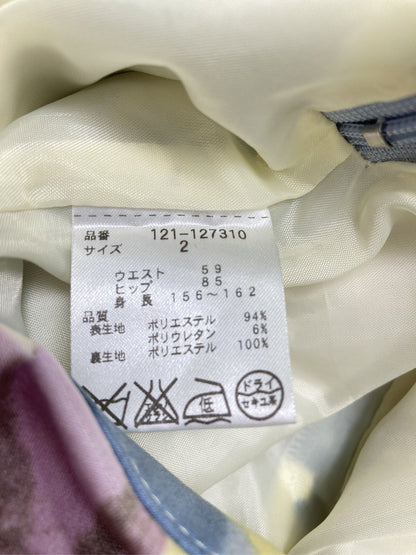 品番 121-127310
サイズ 2
ウエスト 59
ヒップ 85
身 長 156〜162
品質
表生地 ポリエステル 94%
ポリウレタン 6%
裏生地 ポリエステル 100%
低
ドライ
セキユ系